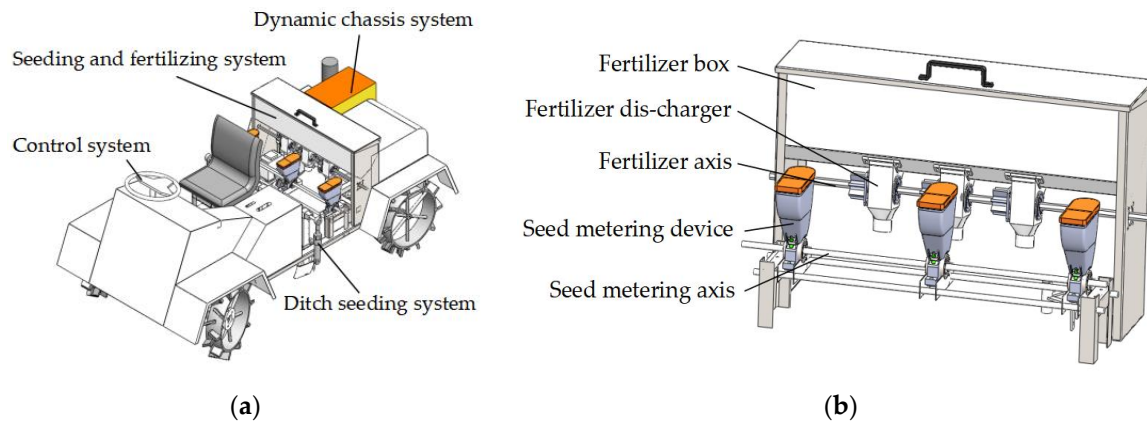 Dynamic chassis system
Seeding and fertilizing system
Control system
Ditch seeding system
(a)
Fertilizer box
Fertilizer dis-charger
Fertilizer axis
Seed metering device
Seed metering axis
(b)